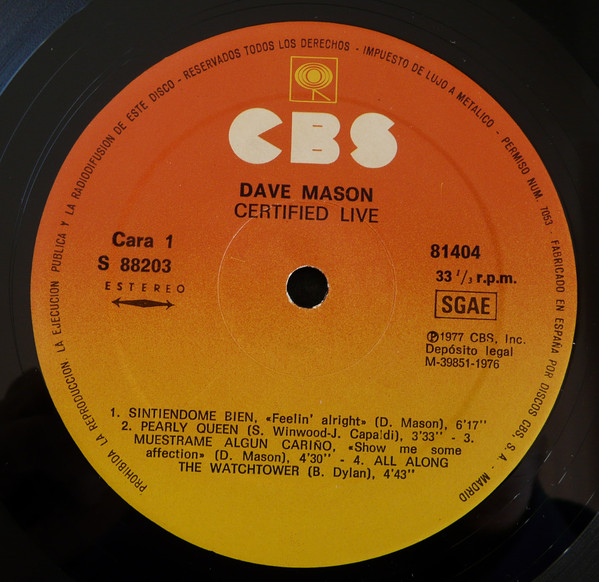 PROHIBIDA LA REPRODUCCION, LA EJECUCION PUBLICA Y LA RADIODIFUSION DE ESTE DISCO - RESERVADOS TODOS LOS DERECHOS - IMPUESTO DE LUJO A METALICO - PERMISO NUM. 7053 - FABRICADO EN ESPAÑA POR DISCOS CBS, S. A. - MADRID
CBS
DAVE MASON
CERTIFIED LIVE
Cara 1
S 88203
ESTEREO
81404
33 1/3 r.p.m.
SGAE
Ⓟ1977 CBS, Inc.
Depósito legal
M-39851-1976
1. SINTIENDOME BIEN, «Feelin' alright» (D. Mason), 6'17"
2. PEARLY QUEEN (S. Winwood-J. Capaldi), 3'33" - 3.
MUESTRAME ALGUN CARIÑO, «Show me some
affection» (D. Mason), 4'30" - 4. ALL ALONG
THE WATCHTOWER (B. Dylan), 4'43"